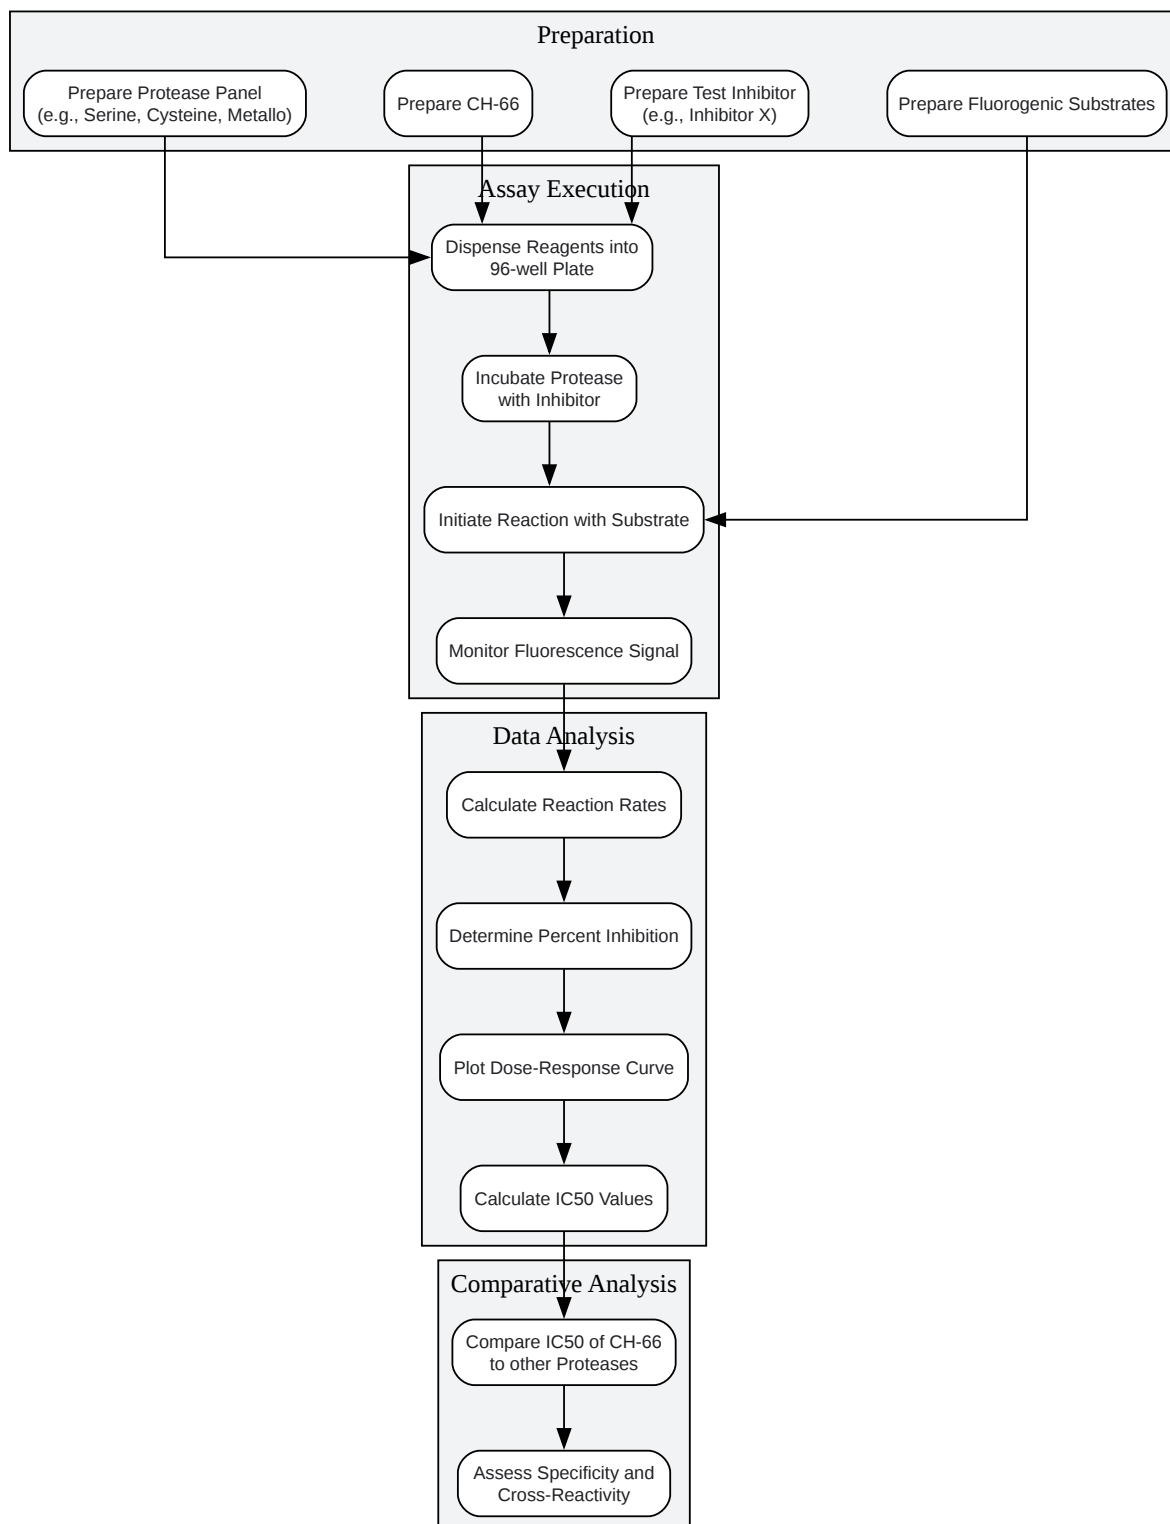 Preparation
Prepare Protease Panel
(e.g., Serine, Cysteine, Metallo)
Prepare CH-66
Prepare Test Inhibitor
(e.g., Inhibitor X)
Prepare Fluorogenic Substrates
Assay Execution
Dispense Reagents into
96-well Plate
Incubate Protease
with Inhibitor
Initiate Reaction with Substrate
Monitor Fluorescence Signal
Data Analysis
Calculate Reaction Rates
Determine Percent Inhibition
Plot Dose-Response Curve
Calculate IC50 Values
Comparative Analysis
Compare IC50 of CH-66
to other Proteases
Assess Specificity and
Cross-Reactivity